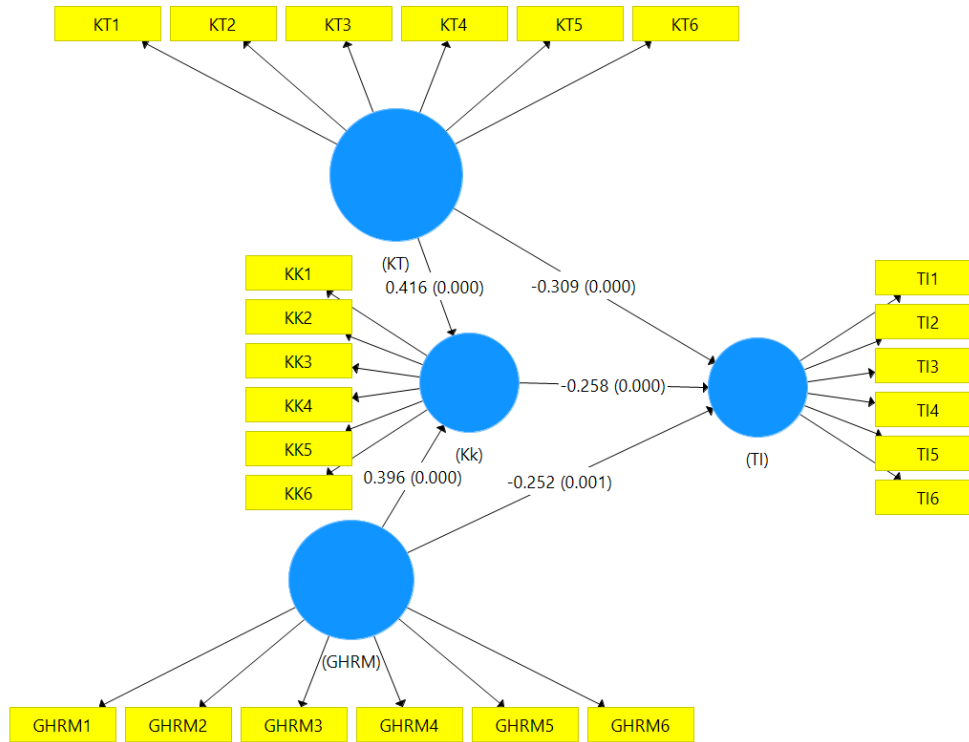 KT1 KT2 KT3 KT4 KT5 KT6
(KT)
0.416 (0.000)
-0.309 (0.000)
KK1
KK2
KK3
KK4
KK5
KK6
(Kk)
-0.258 (0.000)
0.396 (0.000)
-0.252 (0.001)
TI1
TI2
TI3
TI4
TI5
TI6
(TI)
(GHRM)
GHRM1 GHRM2 GHRM3 GHRM4 GHRM5 GHRM6